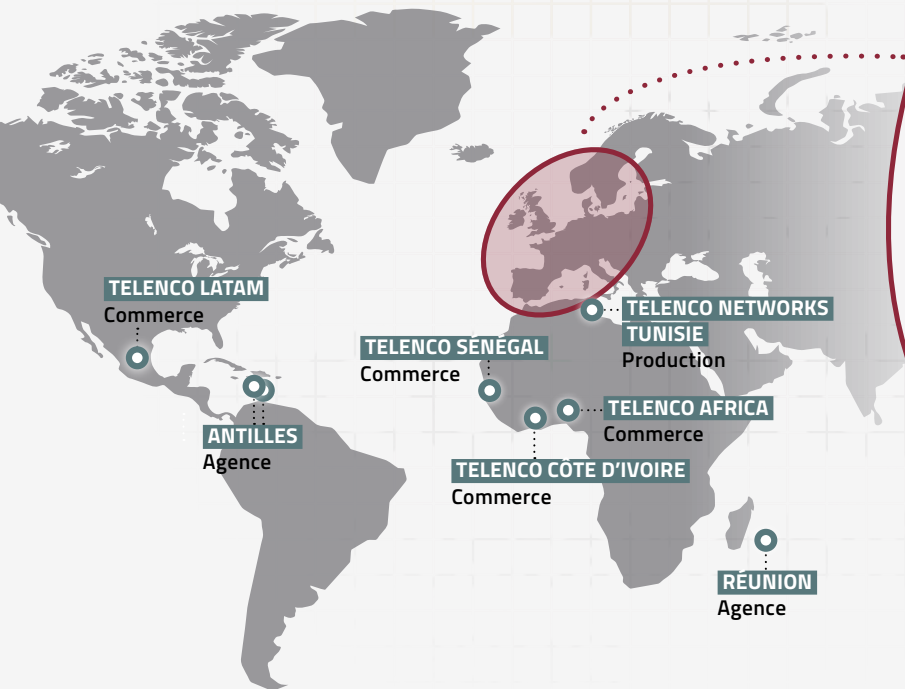 TELENCO LATAM
Commerce
TELENCO NETWORKS
TUNISIE
Production
TELENCO SÉNÉGAL
Commerce
TELENCO AFRICA
Commerce
ANTILLES
Agence
TELENCO CÔTE D'IVOIRE
Commerce
RÉUNION
Agence